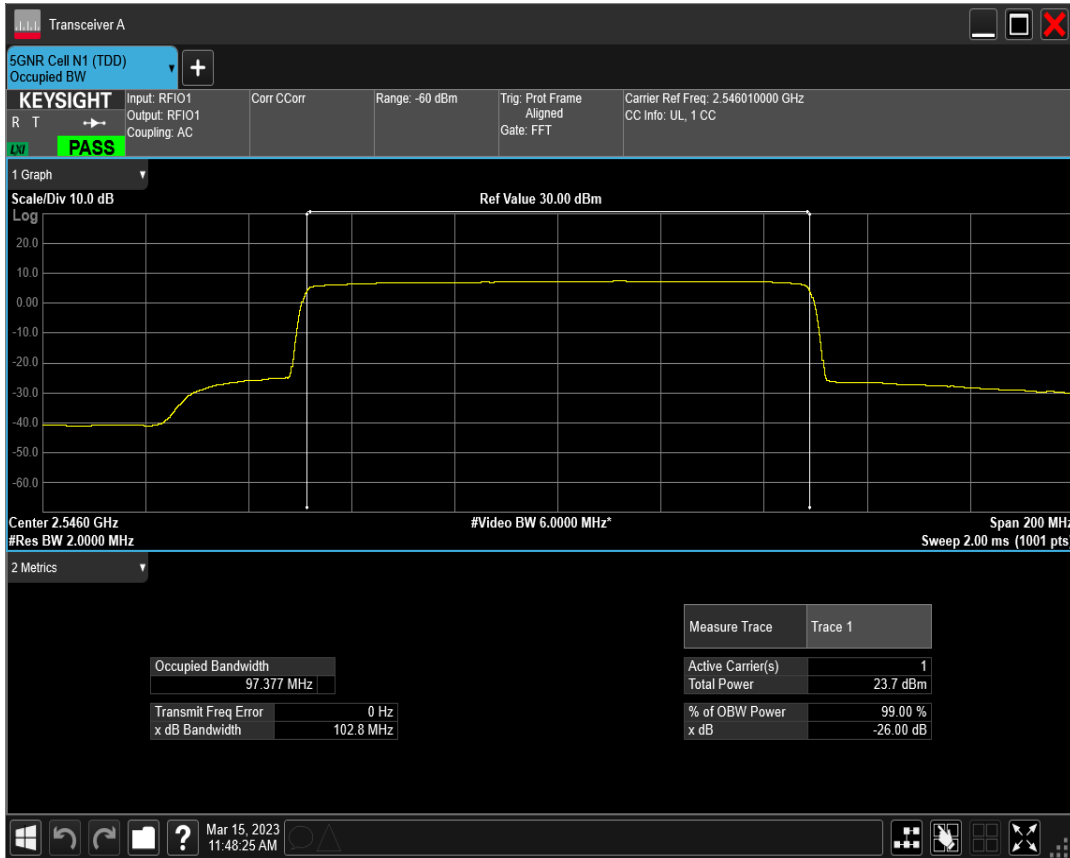 Transceiver A
5GNR Cell N1 (TDD)
Occupied BW
+
KEYSIGHT
R T
LXI
PASS
Input: RFIO1
Output: RFIO1
Coupling: AC
Corr CCorr
Range: -60 dBm
Trig: Prot Frame
Aligned
Gate: FFT
Carrier Ref Freq: 2.546010000 GHz
CC Info: UL, 1 CC
1 Graph
Scale/Div 10.0 dB
Ref Value 30.00 dBm
Log
20.0
10.0
0.00
-10.0
-20.0
-30.0
-40.0
-50.0
-60.0
Center 2.5460 GHz
#Video BW 6.0000 MHz*
Span 200 MHz
#Res BW 2.0000 MHz
Sweep 2.00 ms (1001 pts)
2 Metrics
Measure Trace Trace 1
Occupied Bandwidth
97.377 MHz
Active Carrier(s) 1
Total Power 23.7 dBm
Transmit Freq Error 0 Hz
x dB Bandwidth 102.8 MHz
% of OBW Power 99.00 %
x dB -26.00 dB
?
Mar 15, 2023
11:48:25 AM